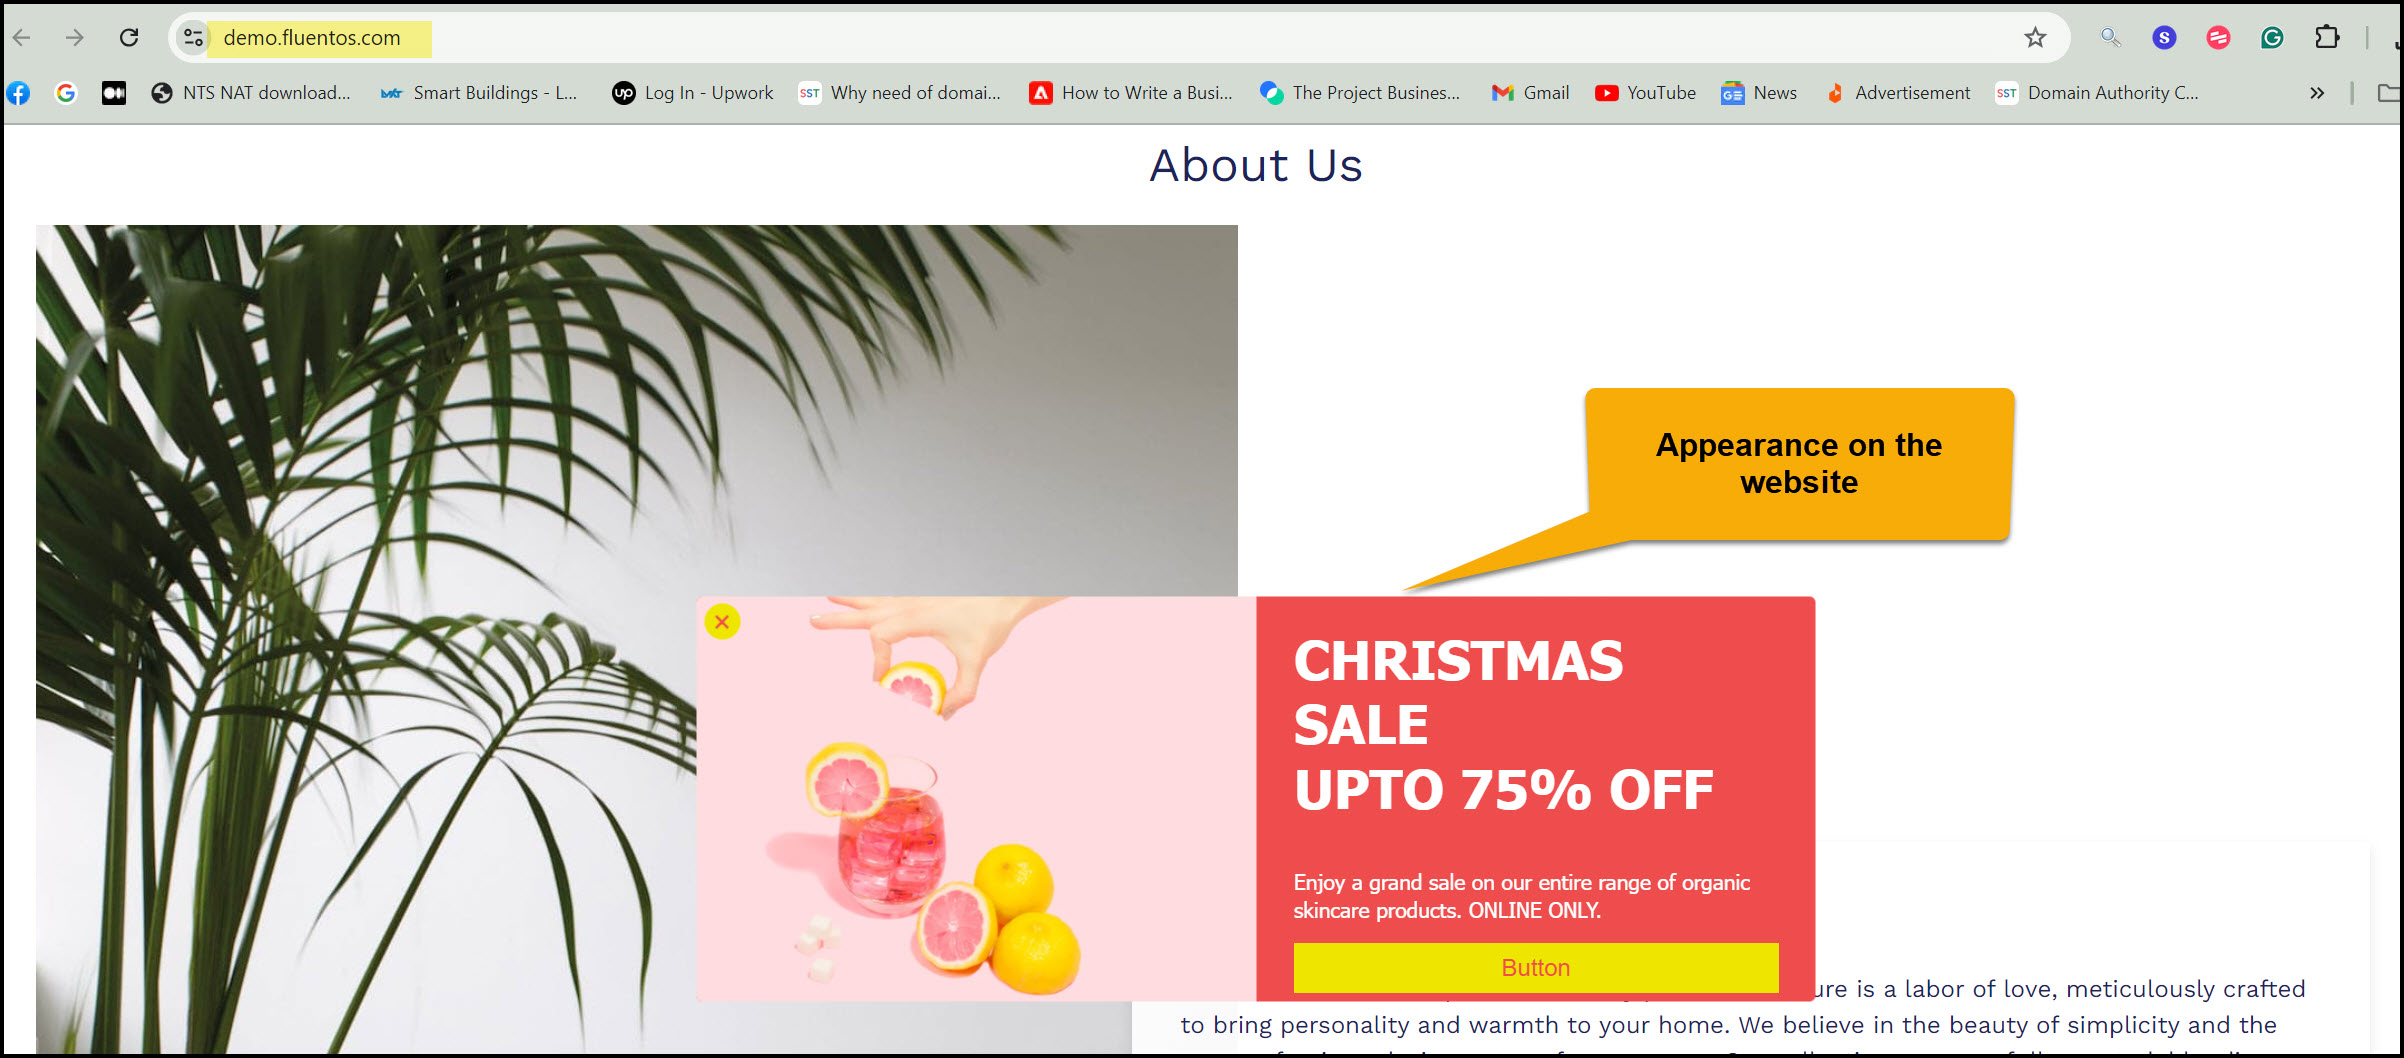 demo.fluentos.com
NTS NAT download...
Smart Buildings - L...
up
Log In - Upwork
SST
Why need of domai...
How to Write a Busi...
The Project Busines...
Gmail
YouTube
News
Advertisement
SST
Domain Authority C...
About Us
Appearance on the
website
CHRISTMAS
SALE
UPTO 75% OFF
Enjoy a grand sale on our entire range of organic
skincare products. ONLINE ONLY.
Button
ure is a labor of love, meticulously crafted
to bring personality and warmth to your home. We believe in the beauty of simplicity and the